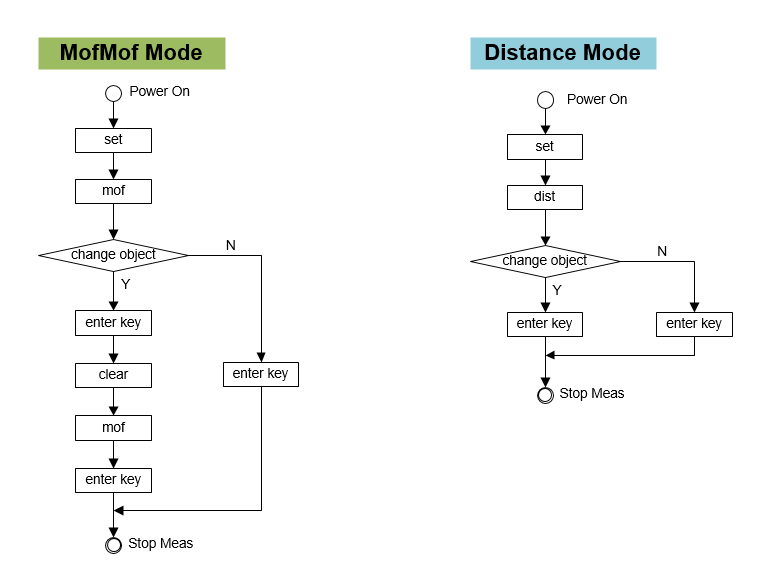 MofMof Mode
Power On
set
mof
change object
N
Y
enter key
clear
enter key
mof
enter key
Stop Meas
Distance Mode
Power On
set
dist
change object
N
Y
enter key
enter key
Stop Meas